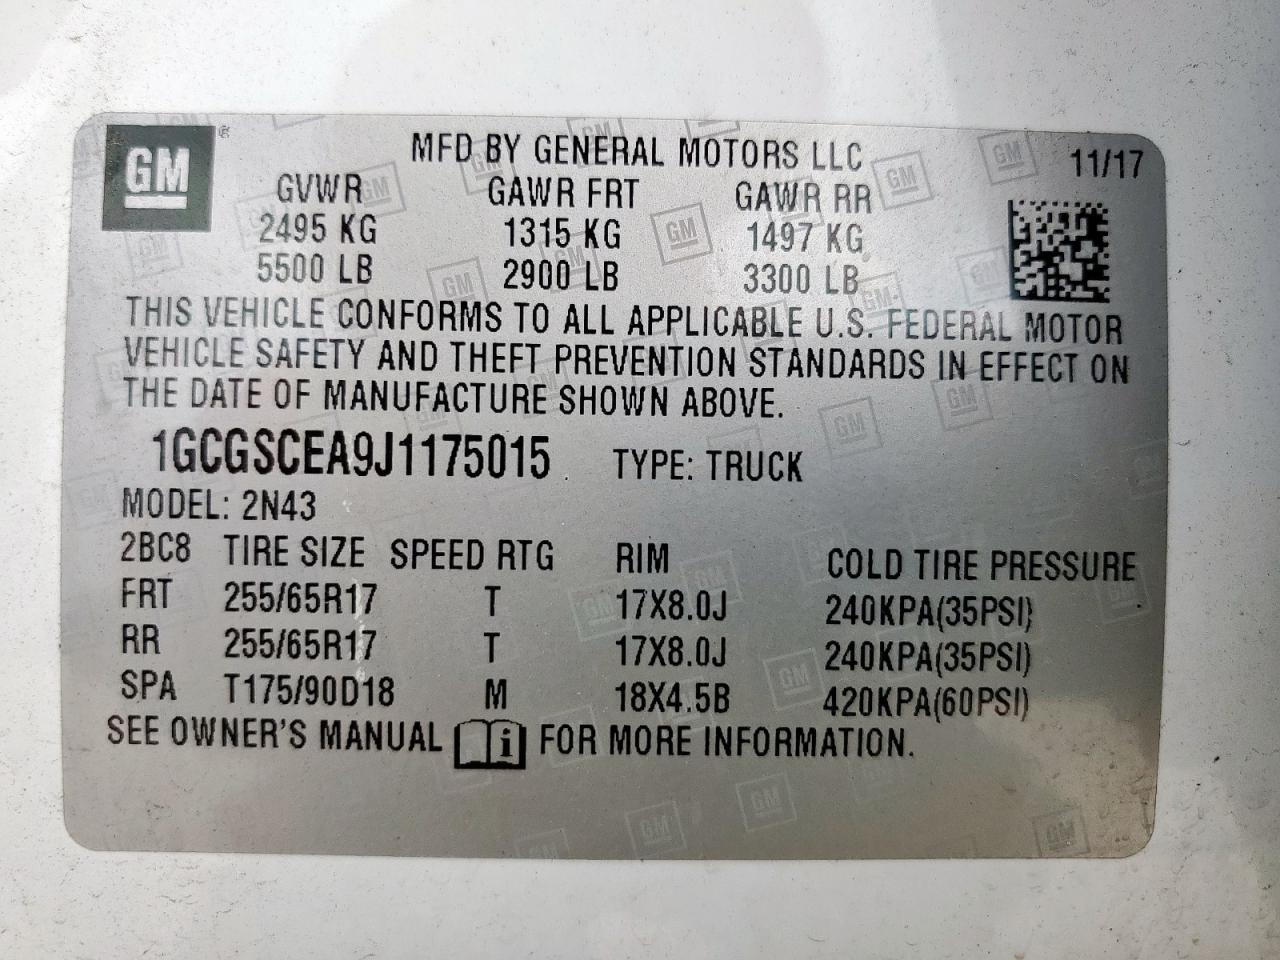 GM ®
MFD BY GENERAL MOTORS LLC 11/17
GVWR GAWR FRT GAWR RR
2495 KG 1315 KG 1497 KG
5500 LB 2900 LB 3300 LB
THIS VEHICLE CONFORMS TO ALL APPLICABLE U.S. FEDERAL MOTOR
VEHICLE SAFETY AND THEFT PREVENTION STANDARDS IN EFFECT ON
THE DATE OF MANUFACTURE SHOWN ABOVE.
1GCGSCEA9J1175015 TYPE: TRUCK
MODEL: 2N43
2BC8 TIRE SIZE SPEED RTG RIM COLD TIRE PRESSURE
FRT 255/65R17 T 17X8.0J 240KPA(35PSI)
RR 255/65R17 T 17X8.0J 240KPA(35PSI)
SPA T175/90D18 M 18X4.5B 420KPA(60PSI)
SEE OWNER'S MANUAL i FOR MORE INFORMATION.